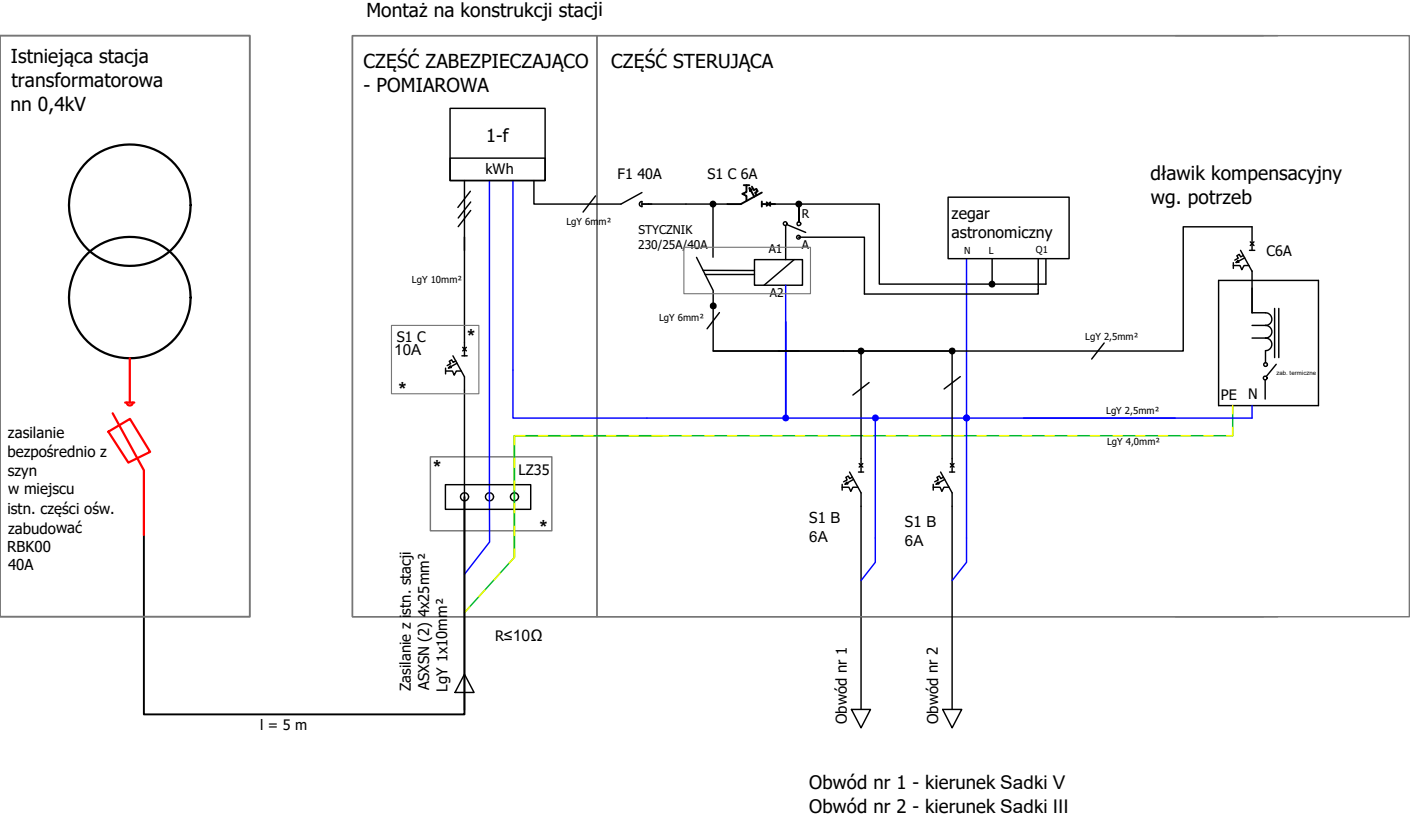 Montaż na konstrukcji stacji
Istniejąca stacja
transformatorowa
nn 0,4kV
zasilanie
bezpośrednio z
szyn
w miejscu
istn. części ośw.
zabudować
RBK00
40A
l = 5 m
CZĘŚĆ ZABEZPIECZAJĄCO
- POMIAROWA
1-f
kWh
LgY 10mm²
S1 C
10A
*
*
*
LZ35
*
Zasilanie z istn. stacji
ASXSN (2) 4x25mm²
LgY 1x10mm²
R≤10Ω
CZĘŚĆ STERUJĄCA
LgY 6mm²
F1 40A
S1 C 6A
STYCZNIK
230/25A/40A
R
A
A1
A2
LgY 6mm²
zegar
astronomiczny
N L Q1
dławik kompensacyjny
wg. potrzeb
C6A
zab. termiczne
PE N
LgY 2,5mm²
LgY 2,5mm²
LgY 4,0mm²
S1 B
6A
S1 B
6A
Obwód nr 1
Obwód nr 2
Obwód nr 1 - kierunek Sadki V
Obwód nr 2 - kierunek Sadki III